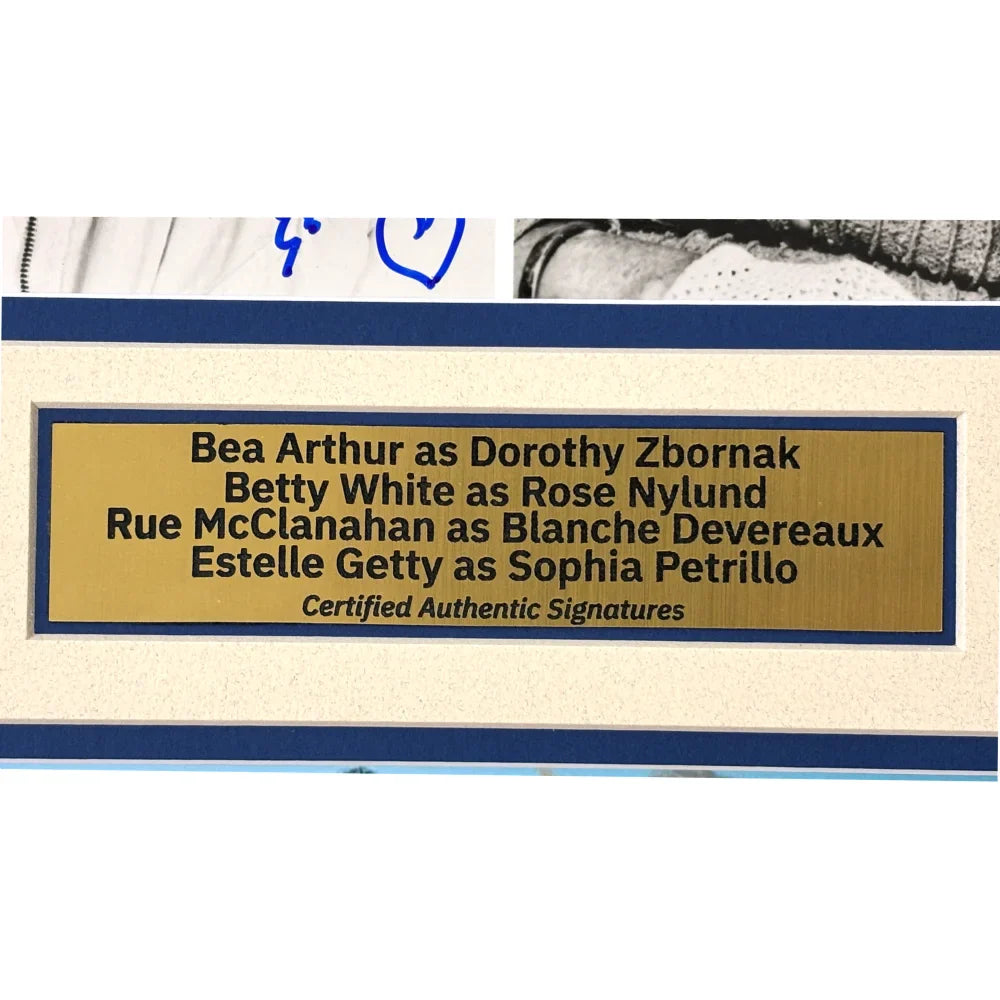 Bea Arthur as Dorothy Zbornak
Betty White as Rose Nylund
Rue McClanahan as Blanche Devereaux
Estelle Getty as Sophia Petrillo
Certified Authentic Signatures